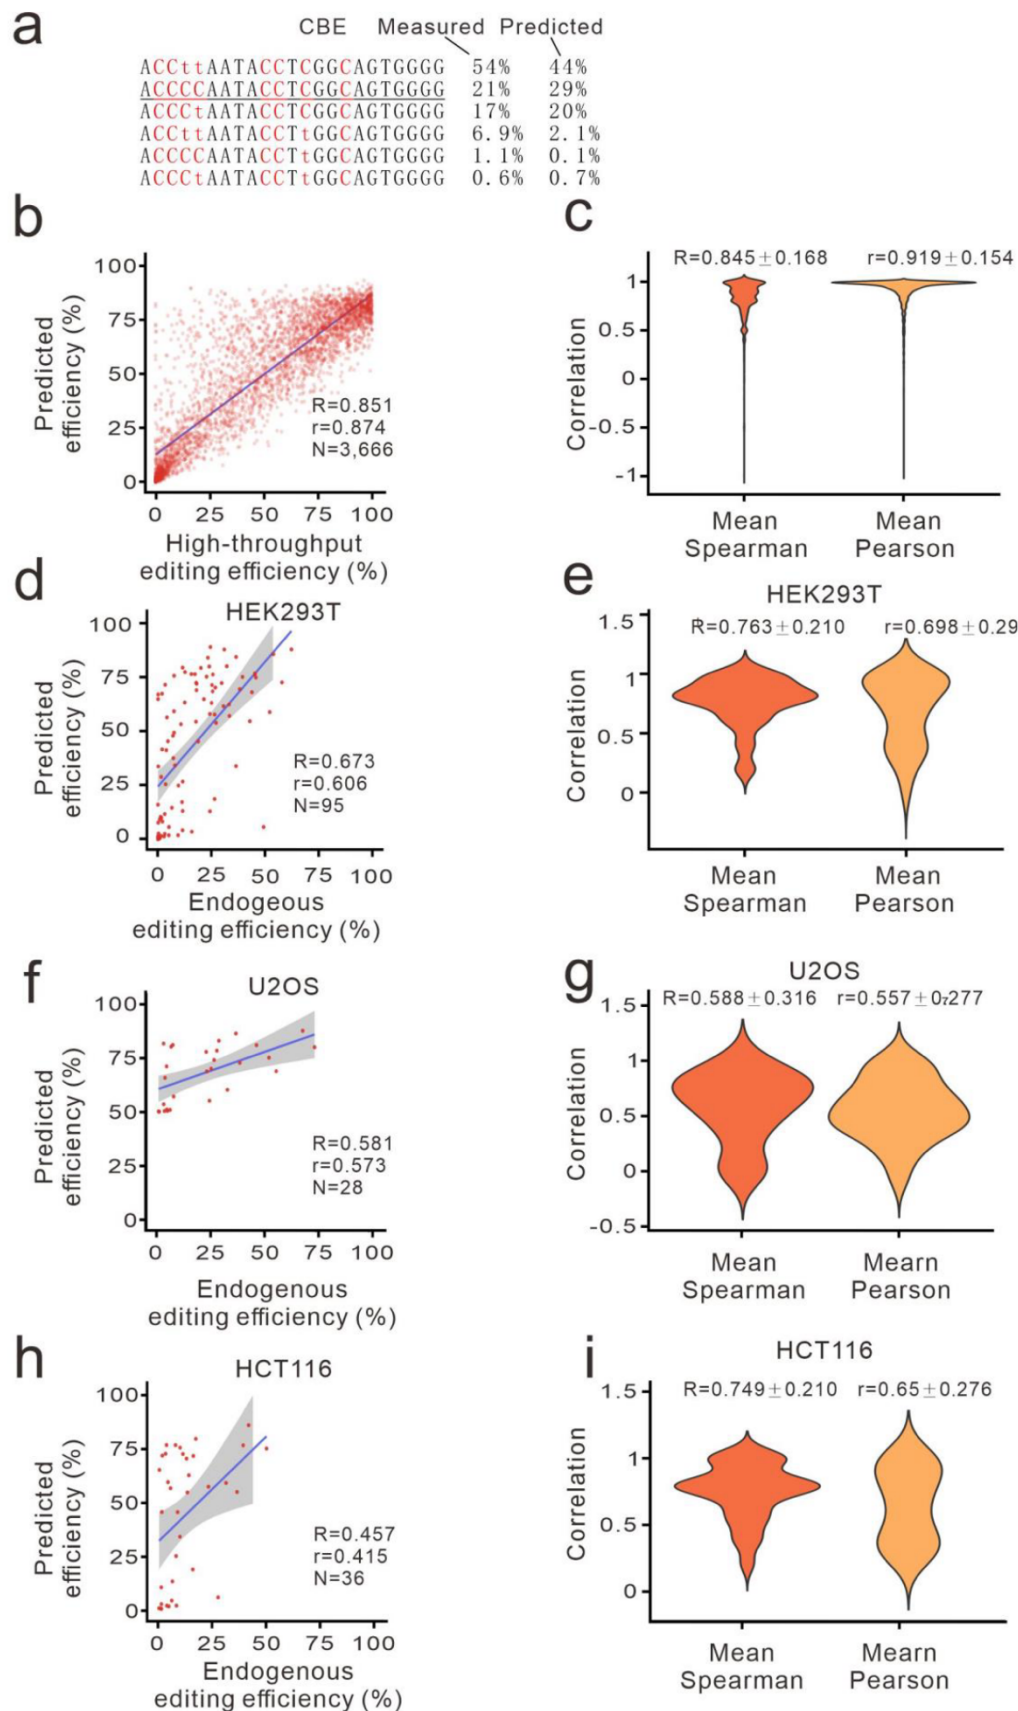 a
CBE Measured Predicted
ACCttAATACCTCGGCAGTGGGG 54% 44%
ACCCCAATACCTCGGCAGTGGGG 21% 29%
ACCCtAATACCTCGGCAGTGGGG 17% 20%
ACCttAATACCTtGGCAGTGGGG 6.9% 2.1%
ACCCCAATACCTtGGCAGTGGGG 1.1% 0.1%
ACCCtAATACCTtGGCAGTGGGG 0.6% 0.7%
b
Predicted
efficiency (%)
100
75
50
25
0
R=0.851
r=0.874
N=3,666
0 25 50 75 100
High-throughput
editing efficiency (%)
c
R=0.845±0.168 r=0.919±0.154
Correlation
1
0.5
0
-0.5
-1
Mean
Spearman
Mean
Pearson
d
HEK293T
Predicted
efficiency (%)
100
75
50
25
0
R=0.673
r=0.606
N=95
0 25 50 75 100
Endogeous
editing efficiency (%)
e
HEK293T
R=0.763±0.210 r=0.698±0.29
Correlation
1.5
1
0.5
0
Mean
Spearman
Mean
Pearson
f
U2OS
Predicted
efficiency (%)
100
75
50
25
0
R=0.581
r=0.573
N=28
0 25 50 75 100
Endogenous
editing efficiency (%)
g
U2OS
R=0.588±0.316 r=0.557±0.277
Correlation
1.5
1
0.5
0
-0.5
Mean
Spearman
Mearn
Pearson
h
HCT116
Predicted
efficiency (%)
100
75
50
25
0
R=0.457
r=0.415
N=36
0 25 50 75 100
Endogenous
editing efficiency (%)
i
HCT116
R=0.749±0.210 r=0.65±0.276
Correlation
1.5
1
0.5
0
Mean
Spearman
Mearn
Pearson